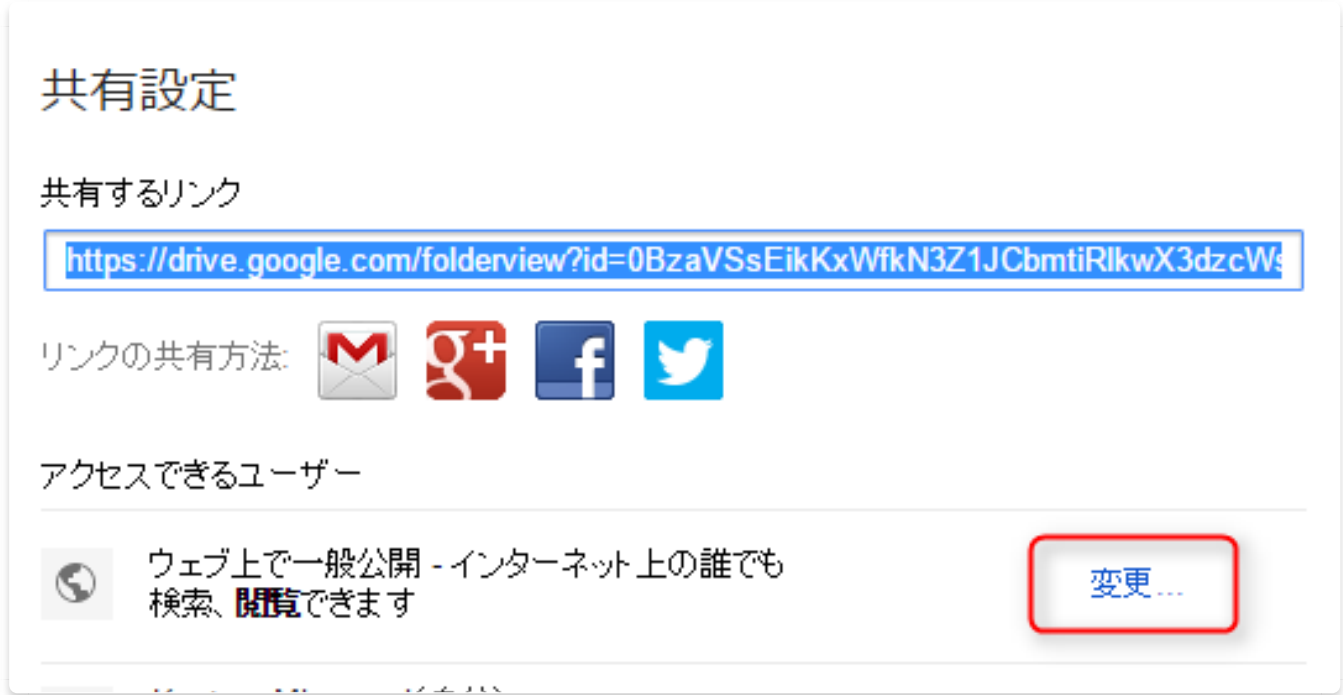 共有設定
共有するリンク
https://drive.google.com/folderview?id=0BzaVSsEikKxWfkN3Z1JCbmtiRlkwX3dzcWs
リンクの共有方法:
アクセスできるユーザー
ウェブ上で一般公開 - インターネット上の誰でも
検索、閲覧できます
変更...